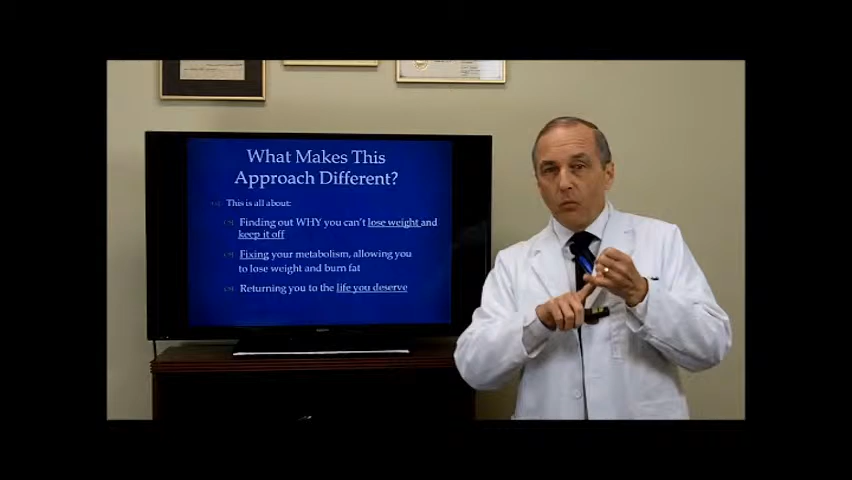 What Makes This
Approach Different?
This is all about:
Finding out WHY you can't lose weight and
keep it off
Fixing your metabolism, allowing you
to lose weight and burn fat
Returning you to the life you deserve